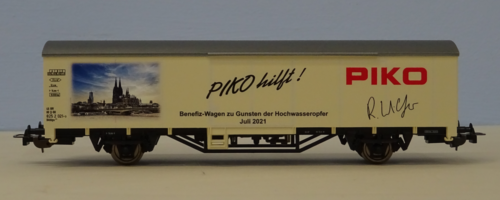 PIKO hilft!
PIKO
Benefiz-Wagen zu Gunsten der Hochwasseropfer
Juli 2021